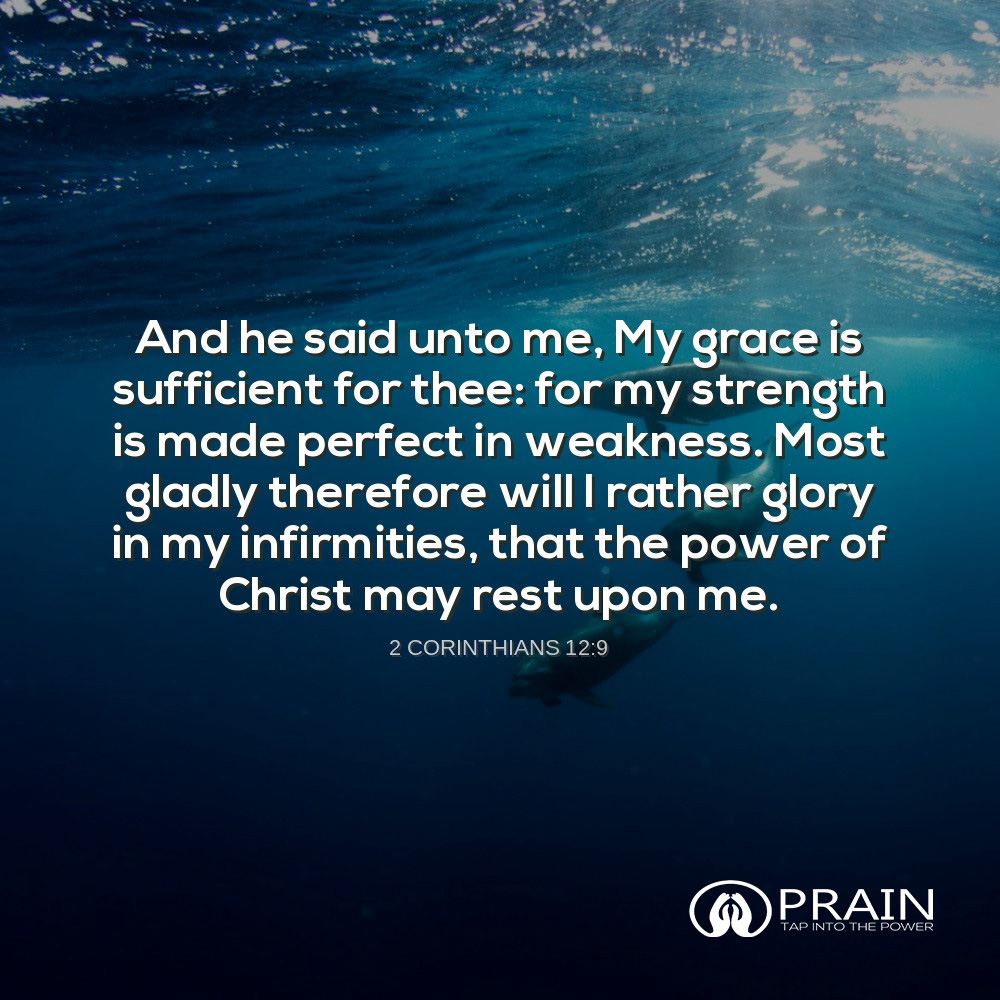 And he said unto me, My grace is
sufficient for thee: for my strength
is made perfect in weakness. Most
gladly therefore will I rather glory
in my infirmities, that the power of
Christ may rest upon me.
2 CORINTHIANS 12:9
PRAIN
TAP INTO THE POWER